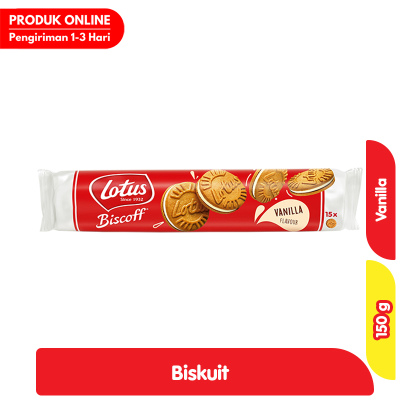 PRODUK ONLINE
Pengiriman 1-3 Hari
Lotus
Since 1932
Biscoff
VANILLA
FLAVOUR
15x
Vanilla
150 g
Biskuit